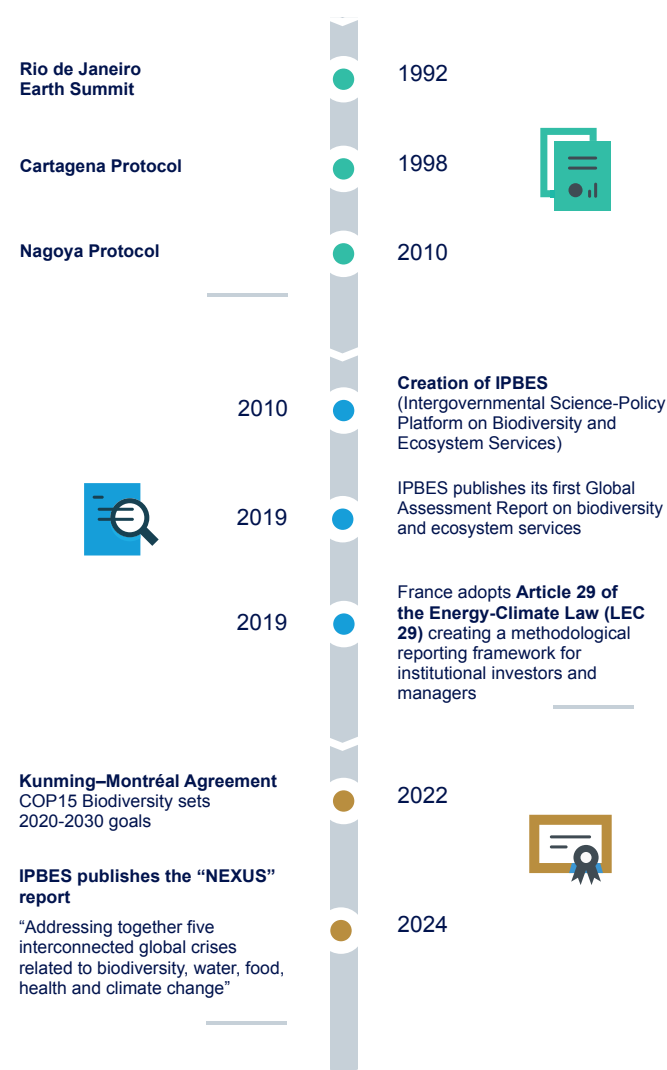 Rio de Janeiro
Earth Summit
1992
Cartagena Protocol
1998
Nagoya Protocol
2010
2010
Creation of IPBES
(Intergovernmental Science-Policy
Platform on Biodiversity and
Ecosystem Services)
2019
IPBES publishes its first Global
Assessment Report on biodiversity
and ecosystem services
2019
France adopts Article 29 of
the Energy-Climate Law (LEC
29) creating a methodological
reporting framework for
institutional investors and
managers
Kunming–Montréal Agreement
COP15 Biodiversity sets
2020-2030 goals
2022
IPBES publishes the “NEXUS”
report
“Addressing together five
interconnected global crises
related to biodiversity, water, food,
health and climate change”
2024